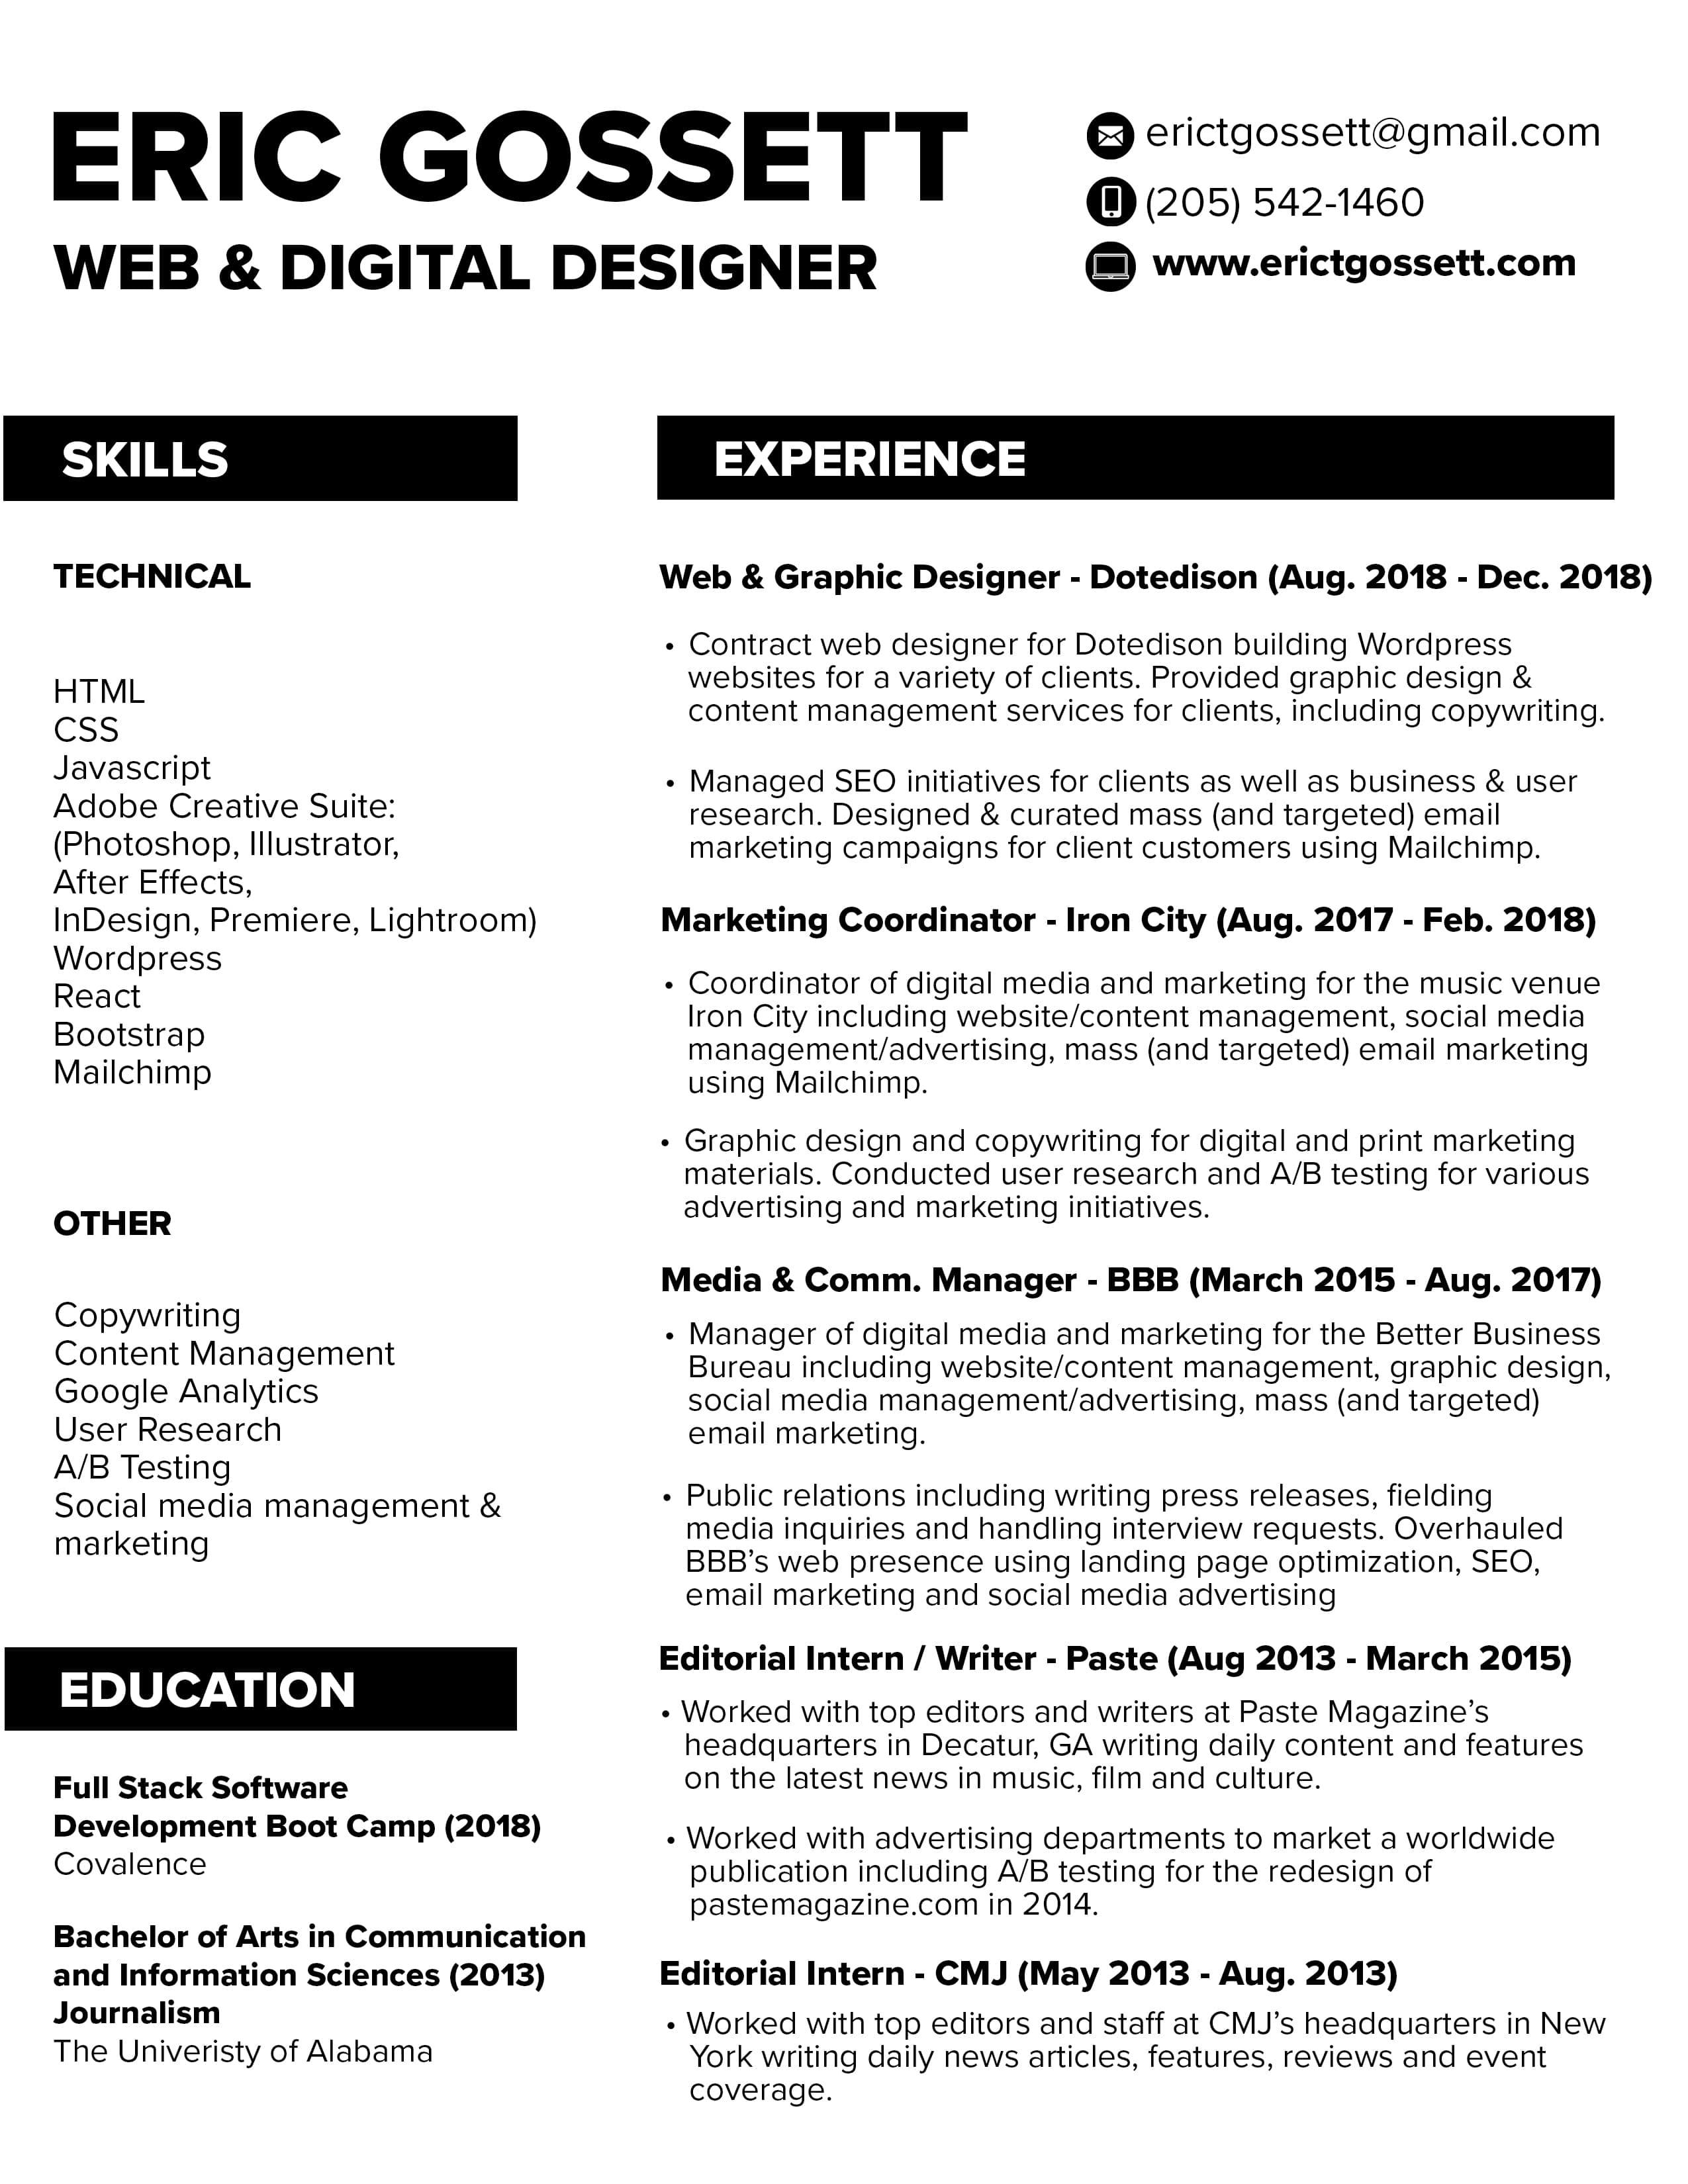 ERIC GOSSETT
WEB & DIGITAL DESIGNER
erictgossett@gmail.com
(205) 542-1460
www.erictgossett.com
SKILLS
TECHNICAL
HTML
CSS
Javascript
Adobe Creative Suite:
(Photoshop, Illustrator,
After Effects,
InDesign, Premiere, Lightroom)
Wordpress
React
Bootstrap
Mailchimp
OTHER
Copywriting
Content Management
Google Analytics
User Research
A/B Testing
Social media management &
marketing
EDUCATION
Full Stack Software
Development Boot Camp (2018)
Covalence
Bachelor of Arts in Communication
and Information Sciences (2013)
Journalism
The Univeristy of Alabama
EXPERIENCE
Web & Graphic Designer - Dotedison (Aug. 2018 - Dec. 2018)
• Contract web designer for Dotedison building Wordpress
websites for a variety of clients. Provided graphic design &
content management services for clients, including copywriting.
• Managed SEO initiatives for clients as well as business & user
research. Designed & curated mass (and targeted) email
marketing campaigns for client customers using Mailchimp.
Marketing Coordinator - Iron City (Aug. 2017 - Feb. 2018)
• Coordinator of digital media and marketing for the music venue
Iron City including website/content management, social media
management/advertising, mass (and targeted) email marketing
using Mailchimp.
• Graphic design and copywriting for digital and print marketing
materials. Conducted user research and A/B testing for various
advertising and marketing initiatives.
Media & Comm. Manager - BBB (March 2015 - Aug. 2017)
• Manager of digital media and marketing for the Better Business
Bureau including website/content management, graphic design,
social media management/advertising, mass (and targeted)
email marketing.
• Public relations including writing press releases, fielding
media inquiries and handling interview requests. Overhauled
BBB’s web presence using landing page optimization, SEO,
email marketing and social media advertising
Editorial Intern / Writer - Paste (Aug 2013 - March 2015)
• Worked with top editors and writers at Paste Magazine’s
headquarters in Decatur, GA writing daily content and features
on the latest news in music, film and culture.
• Worked with advertising departments to market a worldwide
publication including A/B testing for the redesign of
pastemagazine.com in 2014.
Editorial Intern - CMJ (May 2013 - Aug. 2013)
• Worked with top editors and staff at CMJ’s headquarters in New
York writing daily news articles, features, reviews and event
coverage.